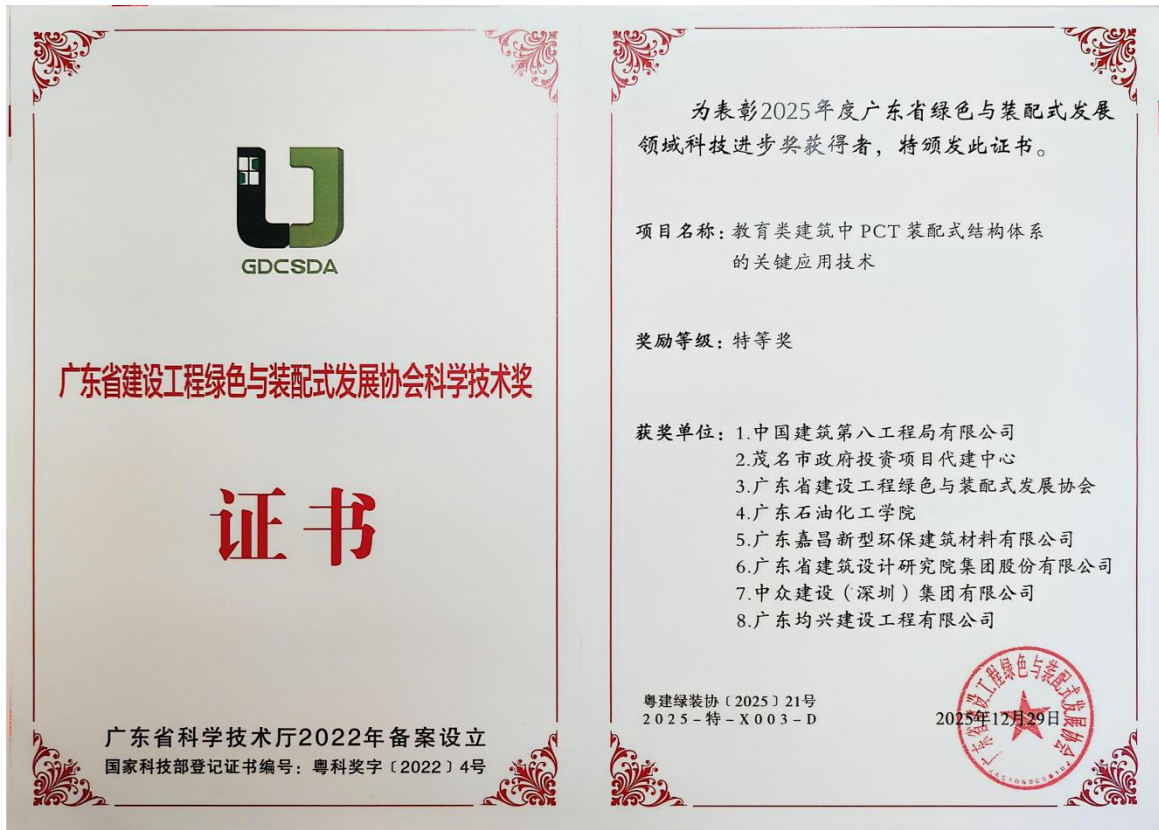 GDCSDA
广东省建设工程绿色与装配式发展协会科学技术奖
证书
广东省科学技术厅2022年备案设立
国家科技部登记证书编号：粤科奖字〔2022〕4号
为表彰2025年度广东省绿色与装配式发展
领域科技进步奖获得者，特颁发此证书。
项目名称：教育类建筑中PCT装配式结构体系
的关键应用技术
奖励等级：特等奖
获奖单位：1.中国建筑第八工程局有限公司
2.茂名市政府投资项目代建中心
3.广东省建设工程绿色与装配式发展协会
4.广东石油化工学院
5.广东嘉昌新型环保建筑材料有限公司
6.广东省建筑设计研究院集团股份有限公司
7.中众建设（深圳）集团有限公司
8.广东均兴建设工程有限公司
粤建绿装协〔2025〕21号
2025-特-X003-D
2025年12月29日
广东省建设工程绿色与装配式发展协会